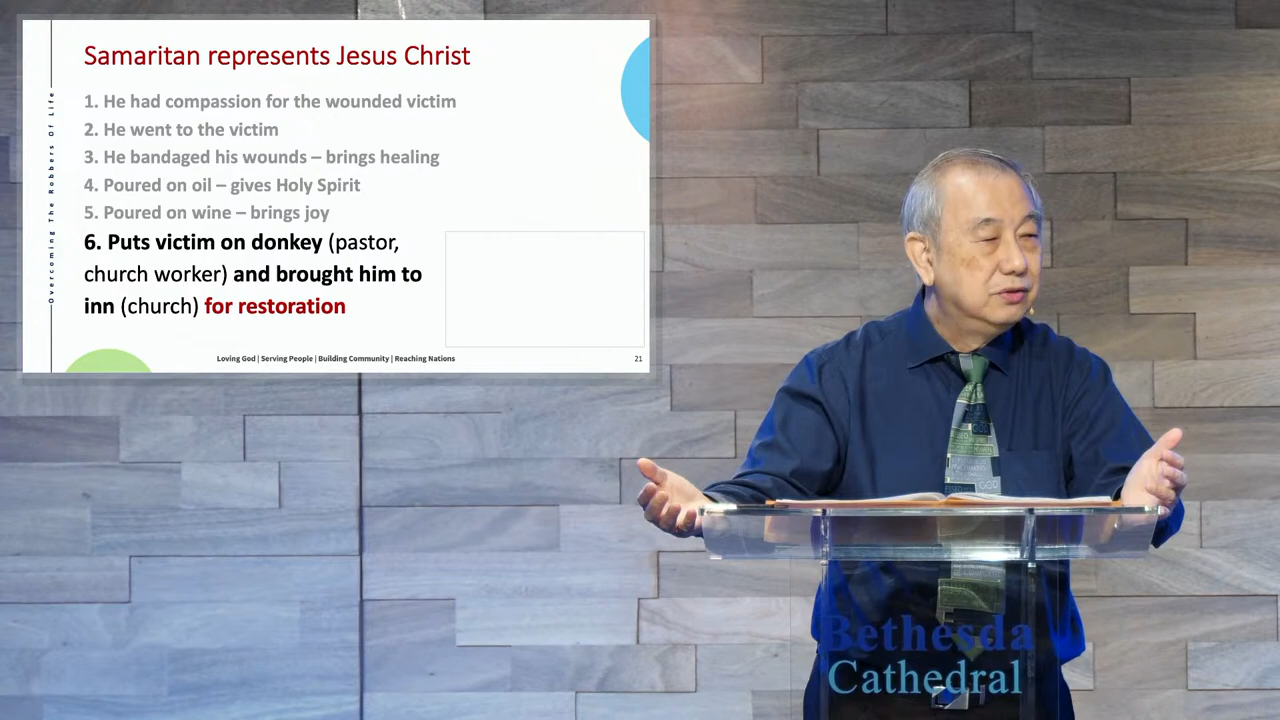 Samaritan represents Jesus Christ
1. He had compassion for the wounded victim
2. He went to the victim
3. He bandaged his wounds – brings healing
4. Poured on oil – gives Holy Spirit
5. Poured on wine – brings joy
6. Puts victim on donkey (pastor,
church worker) and brought him to
inn (church) for restoration
Overcoming The Robbers Of Life
Loving God | Serving People | Building Community | Reaching Nations
21
GOD
Bethesda
Cathedral